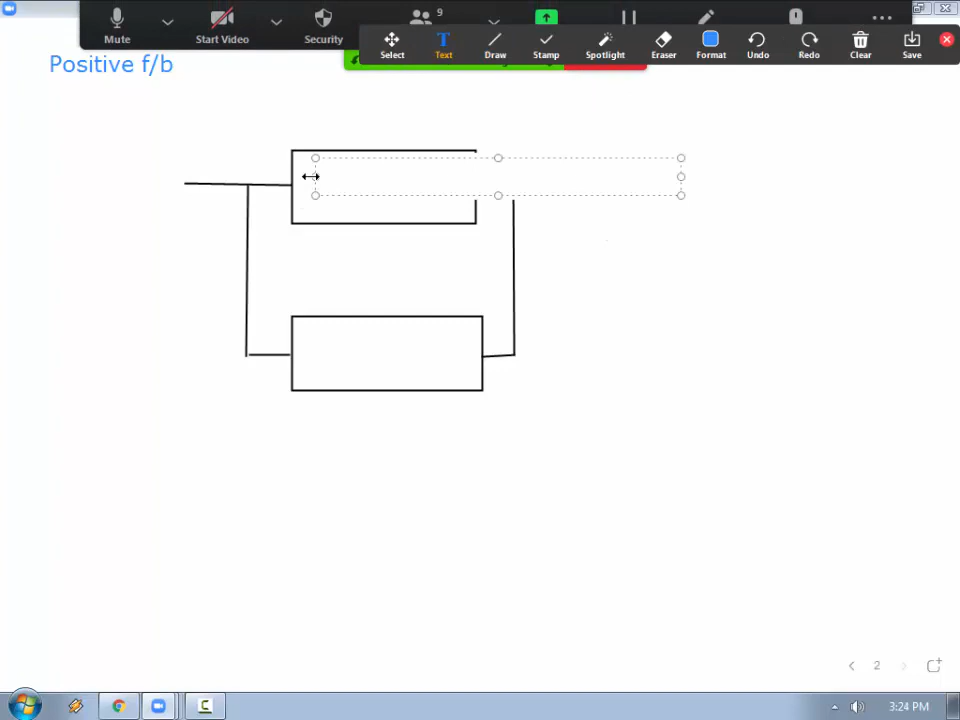 9
Mute
Start Video
Security
Select
Text
Draw
Stamp
Spotlight
Eraser
Format
Undo
Redo
Clear
Save
Positive f/b
2
3:24 PM